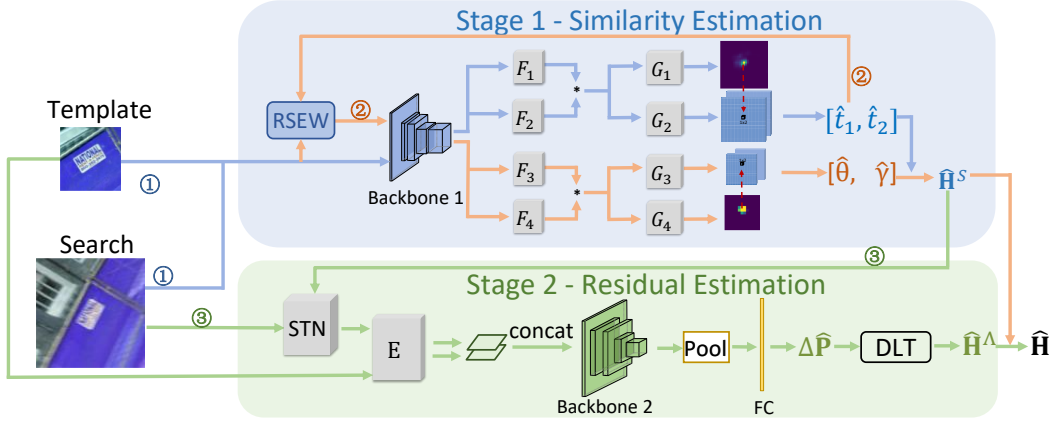 Stage 1 - Similarity Estimation
②
②
F₁
F₂
*
G₁
G₂
RSEW
Template
NATIONAL
①
Backbone 1
[t̂₁, t̂₂]
F₃
F₄
*
G₃
G₄
[θ̂, γ̂]
Ĥˢ
Search
①
③
③
Stage 2 - Residual Estimation
STN
E
concat
Backbone 2
Pool
FC
ΔP̂
DLT
Ĥᴧ
Ĥ